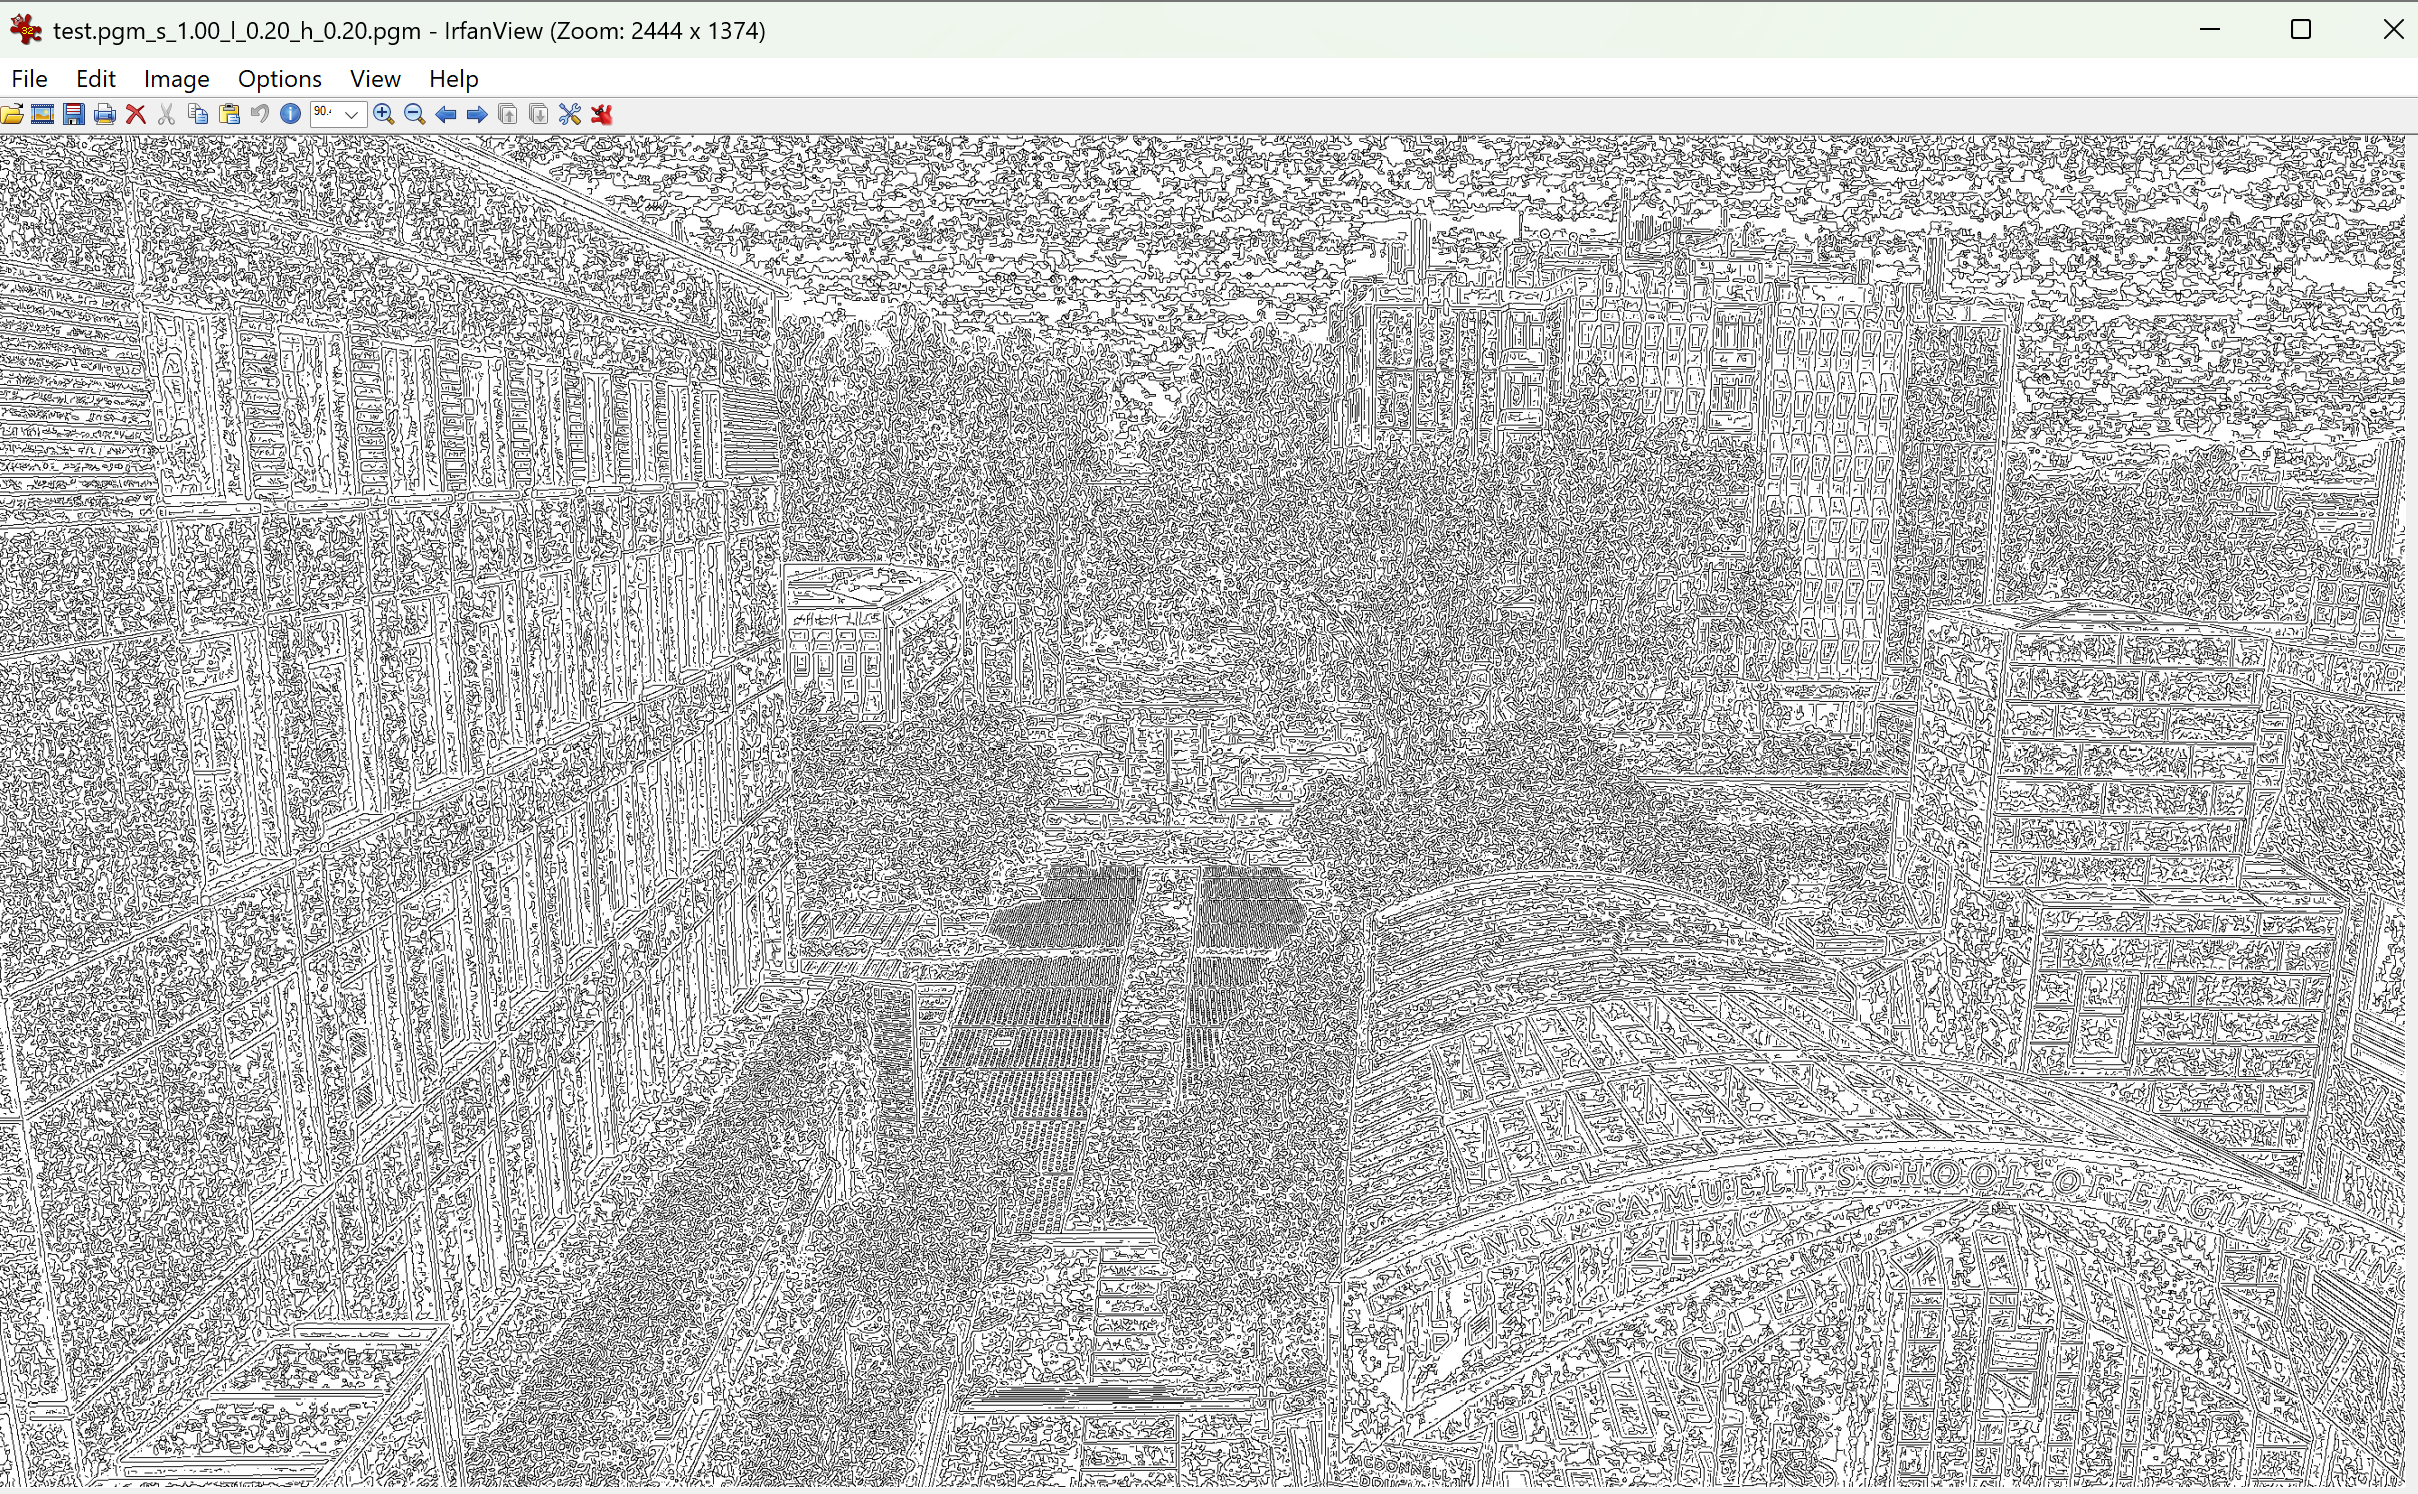 test.pgm_s_1.00_l_0.20_h_0.20.pgm - IrfanView (Zoom: 2444 x 1374)
File Edit Image Options View Help
90.
HENRY SAMUELI SCHOOL OF ENGINEERIN